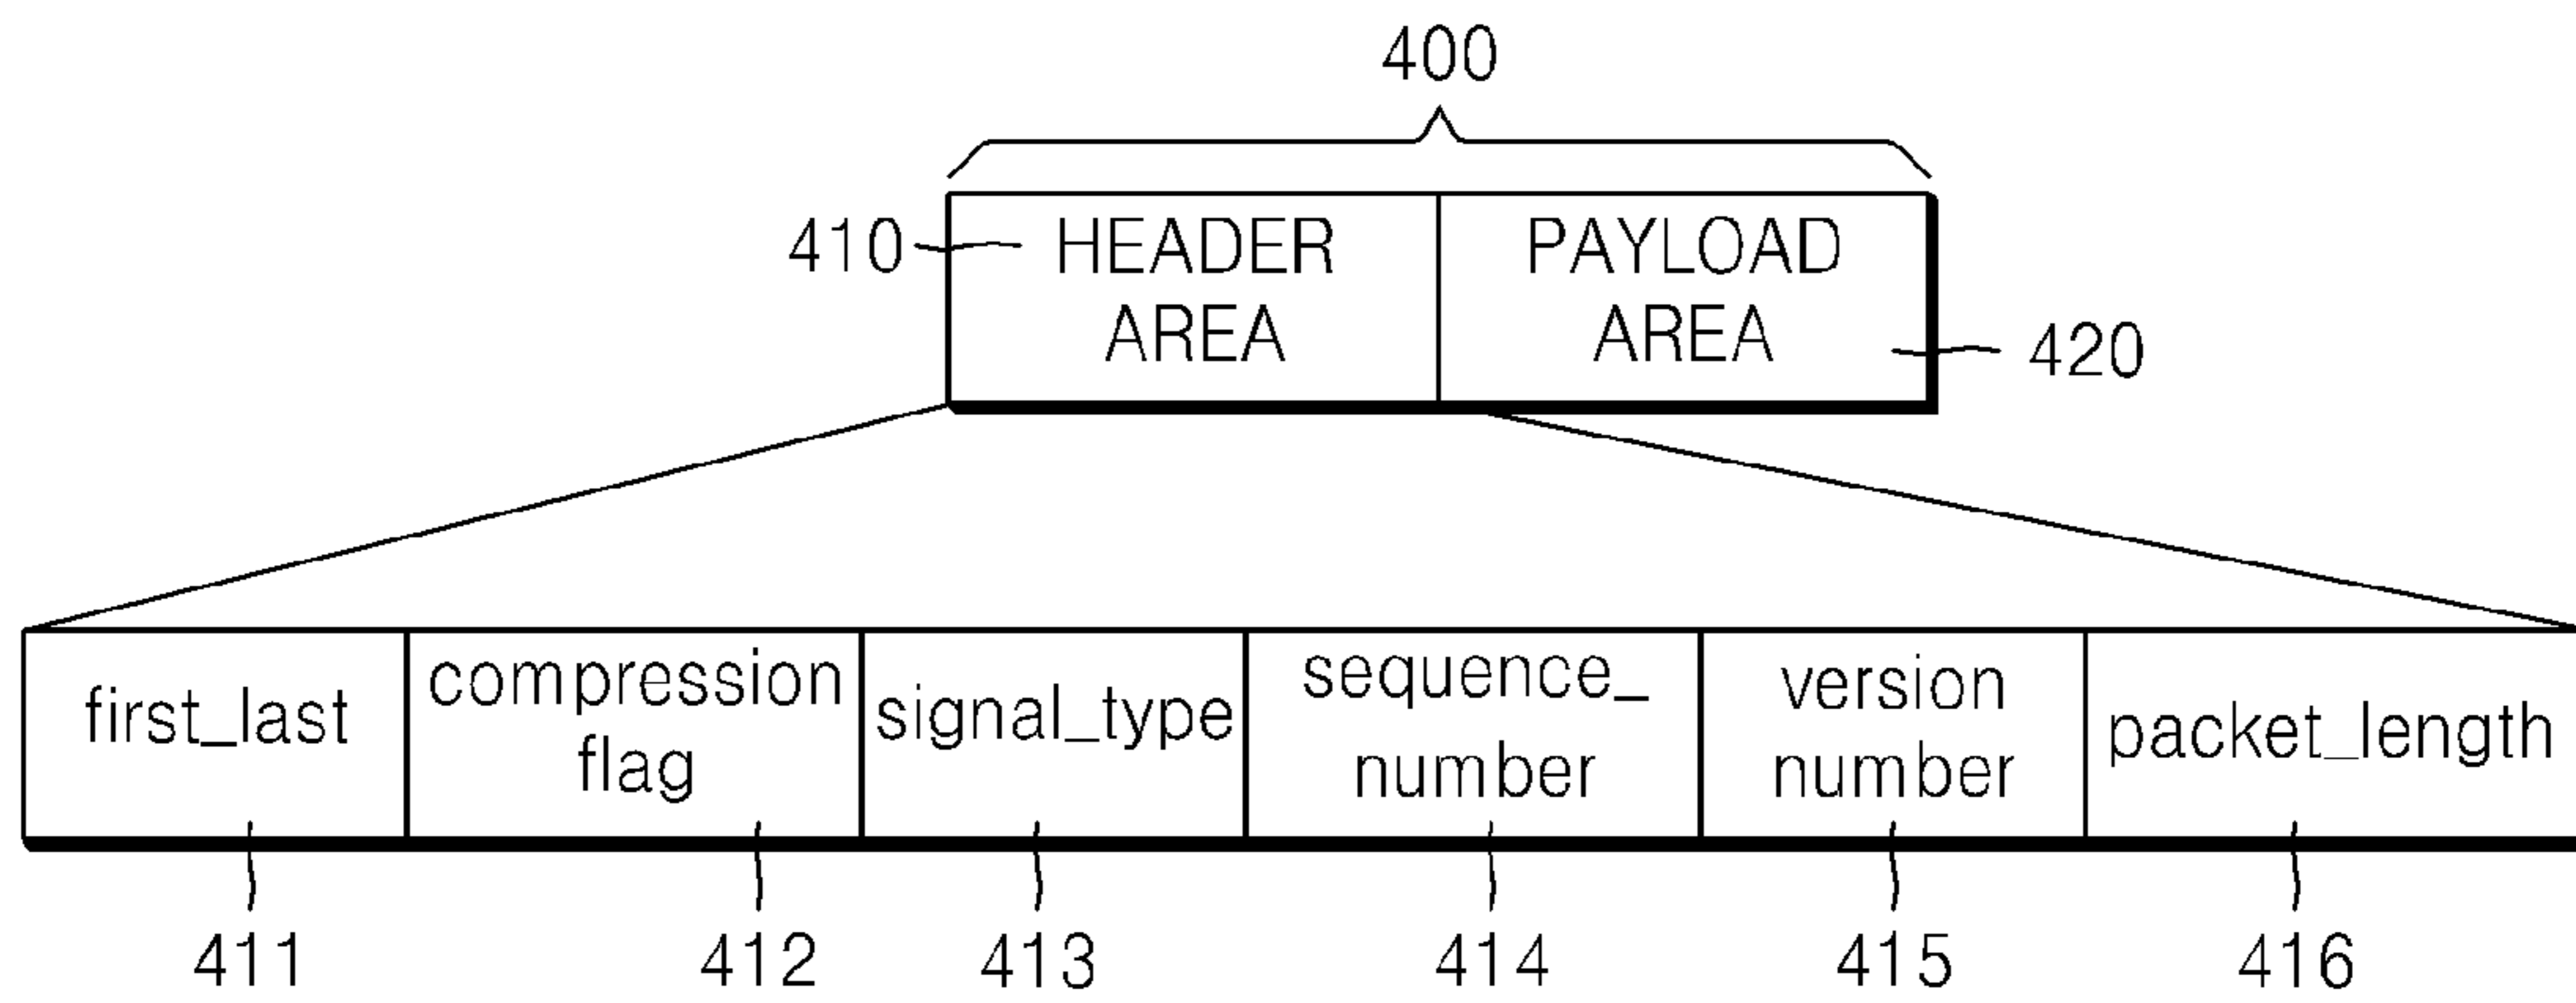 400
410
HEADER
AREA
PAYLOAD
AREA
420
first_last
compression
flag
signal_type
sequence_
number
version
number
packet_length
411
412
413
414
415
416